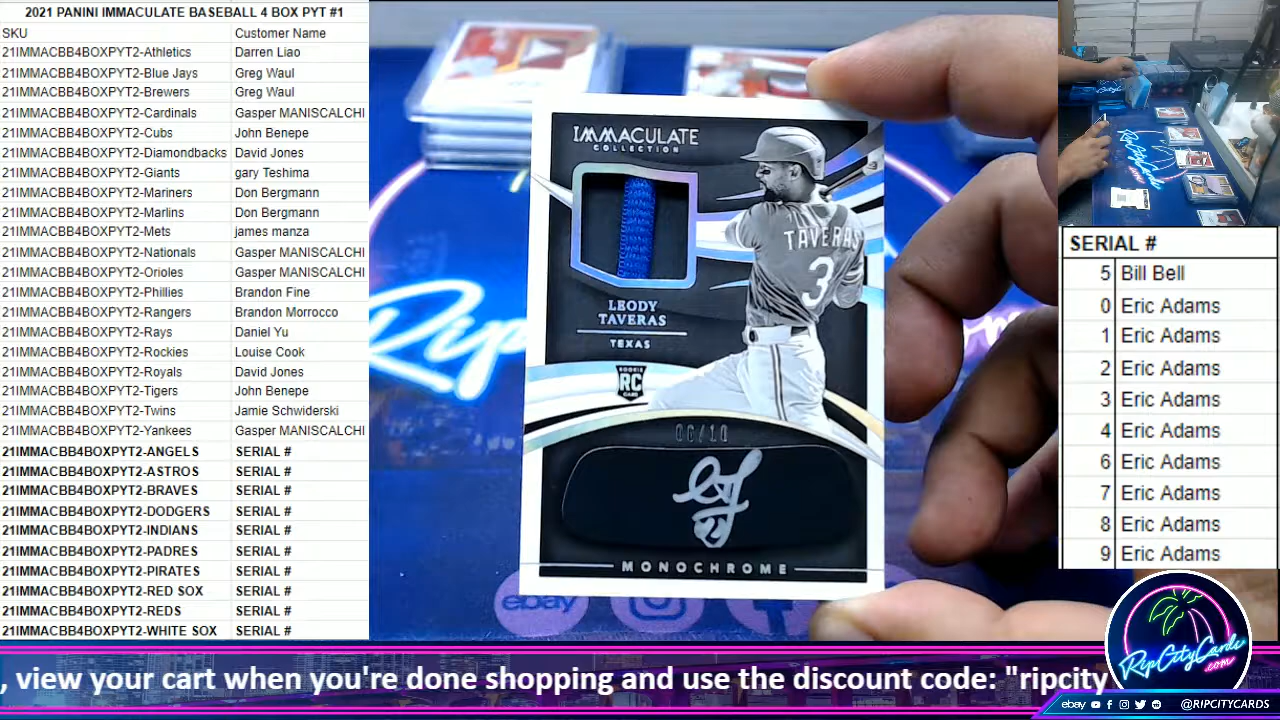 2021 PANINI IMMACULATE BASEBALL 4 BOX PYT #1
SKU Customer Name
21IMMACBB4BOXPYT2-Athletics Darren Liao
21IMMACBB4BOXPYT2-Blue Jays Greg Waul
21IMMACBB4BOXPYT2-Brewers Greg Waul
21IMMACBB4BOXPYT2-Cardinals Gasper MANISCALCHI
21IMMACBB4BOXPYT2-Cubs John Benepe
21IMMACBB4BOXPYT2-Diamondbacks David Jones
21IMMACBB4BOXPYT2-Giants gary Teshima
21IMMACBB4BOXPYT2-Mariners Don Bergmann
21IMMACBB4BOXPYT2-Marlins Don Bergmann
21IMMACBB4BOXPYT2-Mets james manza
21IMMACBB4BOXPYT2-Nationals Gasper MANISCALCHI
21IMMACBB4BOXPYT2-Orioles Gasper MANISCALCHI
21IMMACBB4BOXPYT2-Phillies Brandon Fine
21IMMACBB4BOXPYT2-Rangers Brandon Morrocco
21IMMACBB4BOXPYT2-Rays Daniel Yu
21IMMACBB4BOXPYT2-Rockies Louise Cook
21IMMACBB4BOXPYT2-Royals David Jones
21IMMACBB4BOXPYT2-Tigers John Benepe
21IMMACBB4BOXPYT2-Twins Jamie Schwiderski
21IMMACBB4BOXPYT2-Yankees Gasper MANISCALCHI
21IMMACBB4BOXPYT2-ANGELS SERIAL #
21IMMACBB4BOXPYT2-ASTROS SERIAL #
21IMMACBB4BOXPYT2-BRAVES SERIAL #
21IMMACBB4BOXPYT2-DODGERS SERIAL #
21IMMACBB4BOXPYT2-INDIANS SERIAL #
21IMMACBB4BOXPYT2-PADRES SERIAL #
21IMMACBB4BOXPYT2-PIRATES SERIAL #
21IMMACBB4BOXPYT2-RED SOX SERIAL #
21IMMACBB4BOXPYT2-REDS SERIAL #
21IMMACBB4BOXPYT2-WHITE SOX SERIAL #
IMMACULATE
COLLECTION
TAVERAS
3
LEODY
TAVERAS
TEXAS
ROOKIE
RC
CARD
MONOCHROME
ebay
SERIAL #
5 Bill Bell
0 Eric Adams
1 Eric Adams
2 Eric Adams
3 Eric Adams
4 Eric Adams
6 Eric Adams
7 Eric Adams
8 Eric Adams
9 Eric Adams
, view your cart when you're done shopping and use the discount code: "ripcity
RipCityCards
.com
ebay @RIPCITYCARDS